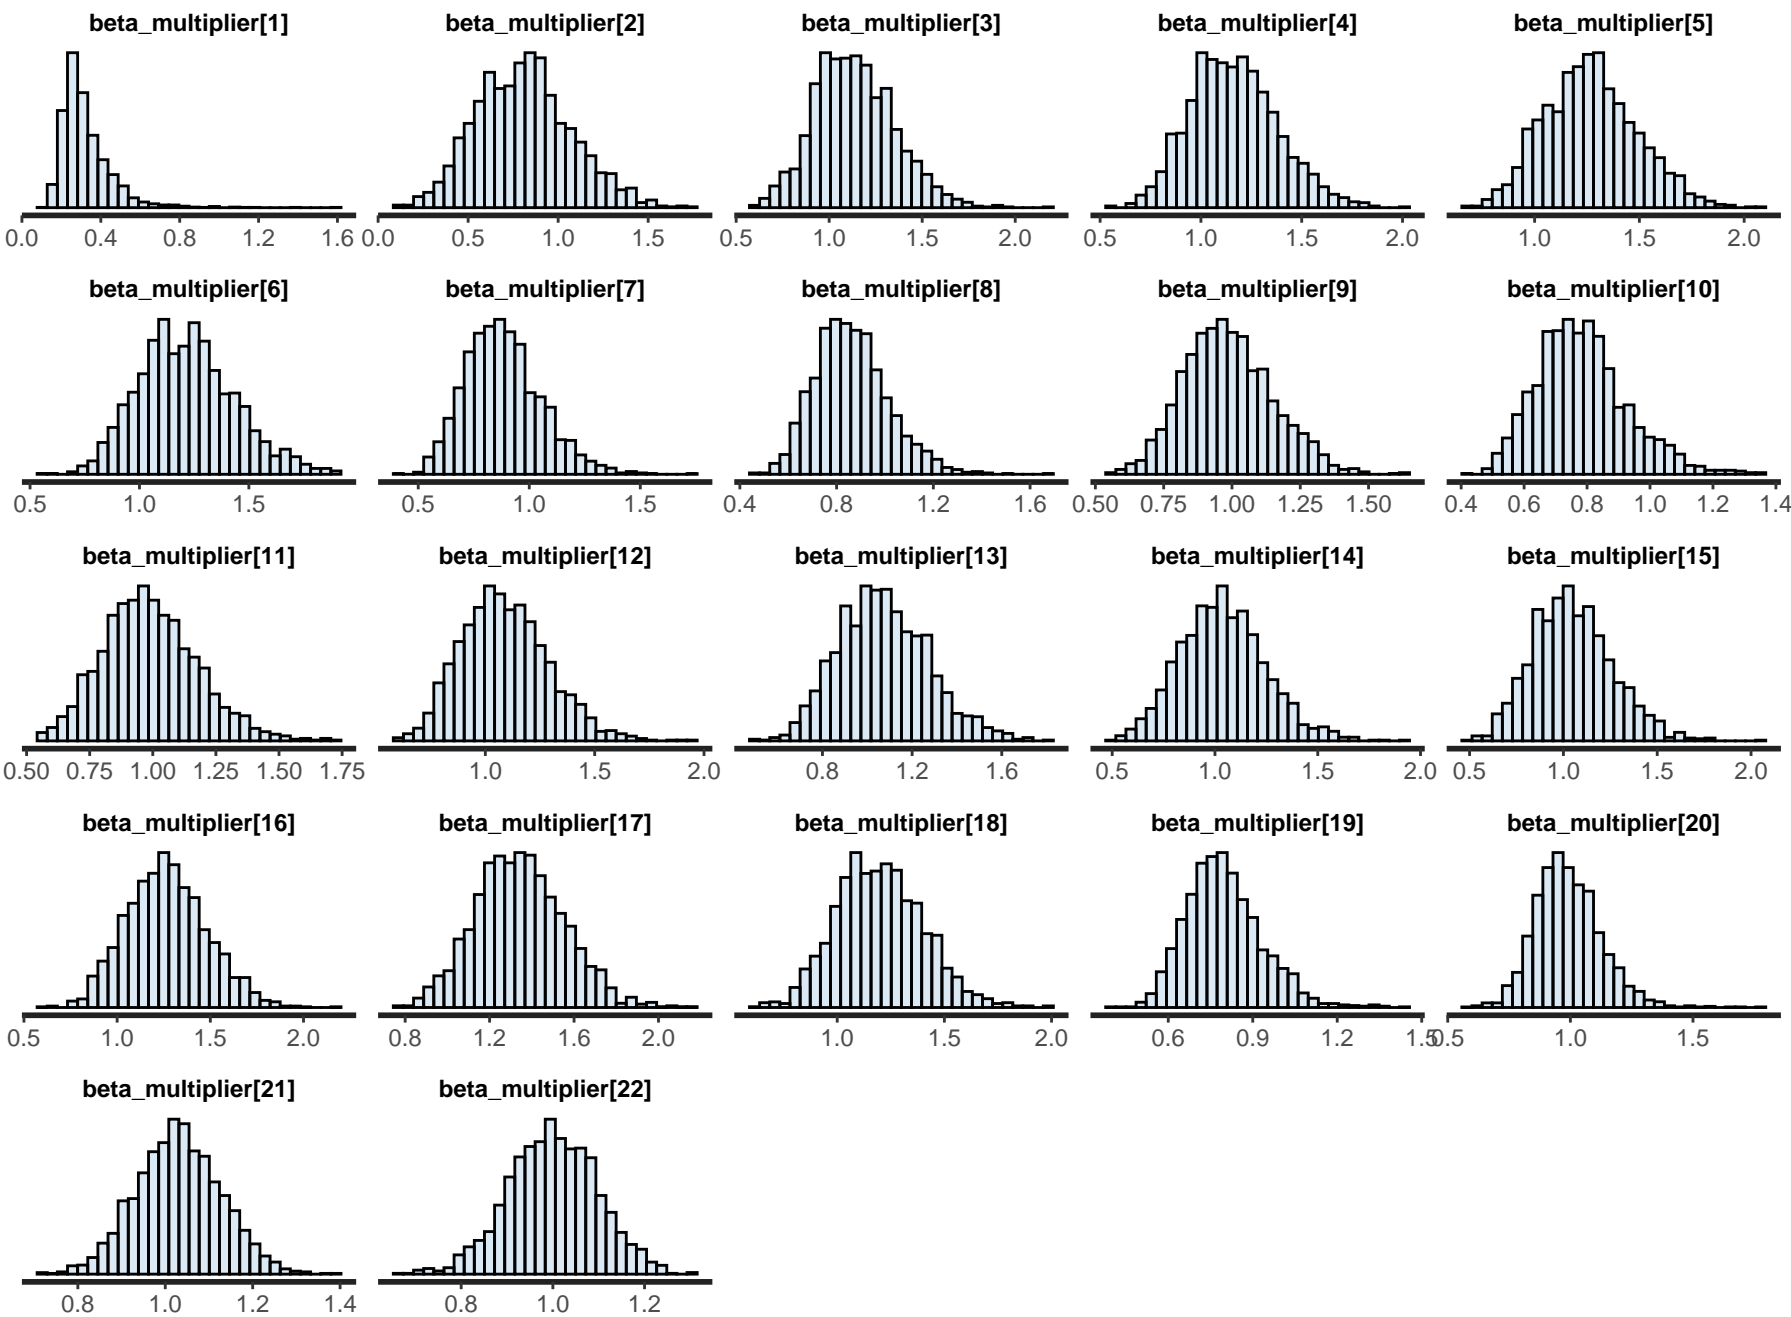 beta_multiplier[1] beta_multiplier[2] beta_multiplier[3] beta_multiplier[4] beta_multiplier[5]
0.0 0.4 0.8 1.2 1.6 0.0 0.5 1.0 1.5 0.5 1.0 1.5 2.0 0.5 1.0 1.5 2.0 1.0 1.5 2.0
beta_multiplier[6] beta_multiplier[7] beta_multiplier[8] beta_multiplier[9] beta_multiplier[10]
0.5 1.0 1.5 0.5 1.0 1.5 0.4 0.8 1.2 1.6 0.50 0.75 1.00 1.25 1.50 0.4 0.6 0.8 1.0 1.2 1.4
beta_multiplier[11] beta_multiplier[12] beta_multiplier[13] beta_multiplier[14] beta_multiplier[15]
0.50 0.75 1.00 1.25 1.50 1.75 1.0 1.5 2.0 0.8 1.2 1.6 0.5 1.0 1.5 2.0 0.5 1.0 1.5 2.0
beta_multiplier[16] beta_multiplier[17] beta_multiplier[18] beta_multiplier[19] beta_multiplier[20]
0.5 1.0 1.5 2.0 0.8 1.2 1.6 2.0 1.0 1.5 2.0 0.6 0.9 1.2 1.5 0.5 1.0 1.5
beta_multiplier[21] beta_multiplier[22]
0.8 1.0 1.2 1.4 0.8 1.0 1.2